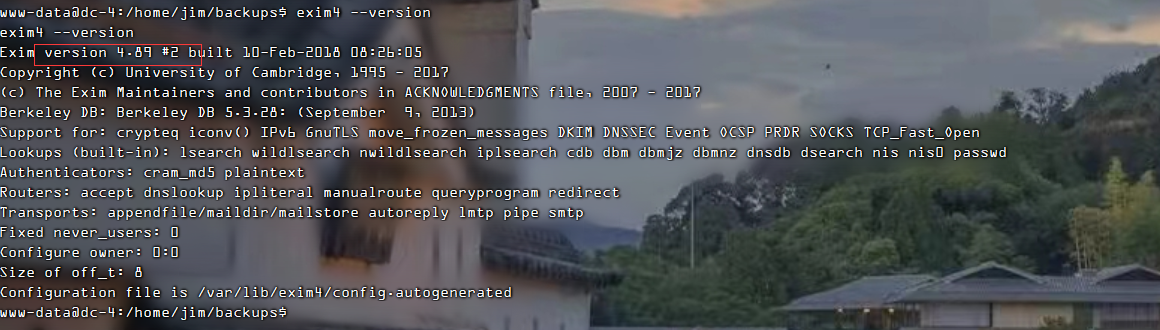 www-data@dc-4:/home/jim/backups$ exim4 --version
exim4 --version
Exim version 4.89 #2 built 10-Feb-2018 08:26:05
Copyright (c) University of Cambridge, 1995 - 2017
(c) The Exim Maintainers and contributors in ACKNOWLEDGMENTS file, 2007 - 2017
Berkeley DB: Berkeley DB 5.3.28: (September  9, 2013)
Support for: crypteq iconv() IPv6 GnuTLS move_frozen_messages DKIM DNSSEC Event OCSP PRDR SOCKS TCP_Fast_Open
Lookups (built-in): lsearch wildlsearch nwildlsearch iplsearch cdb dbm dbmjz dbmnz dnsdb dsearch nis nis0 passwd
Authenticators: cram_md5 plaintext
Routers: accept dnslookup ipliteral manualroute queryprogram redirect
Transports: appendfile/maildir/mailstore autoreply lmtp pipe smtp
Fixed never_users: 0
Configure owner: 0:0
Size of off_t: 8
Configuration file is /var/lib/exim4/config.autogenerated
www-data@dc-4:/home/jim/backups$